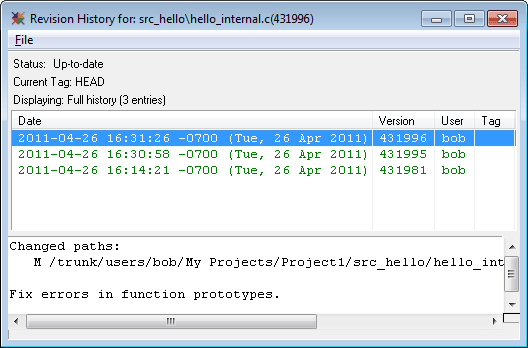 Revision History for: src_hello\hello_internal.c(431996)
File
Status: Up-to-date
Current Tag: HEAD
Displaying: Full history (3 entries)
Date Version User Tag
2011-04-26 16:31:26 -0700 (Tue, 26 Apr 2011) 431996 bob
2011-04-26 16:30:58 -0700 (Tue, 26 Apr 2011) 431995 bob
2011-04-26 16:14:21 -0700 (Tue, 26 Apr 2011) 431981 bob
Changed paths:
M /trunk/users/bob/My Projects/Project1/src_hello/hello_int
Fix errors in function prototypes.